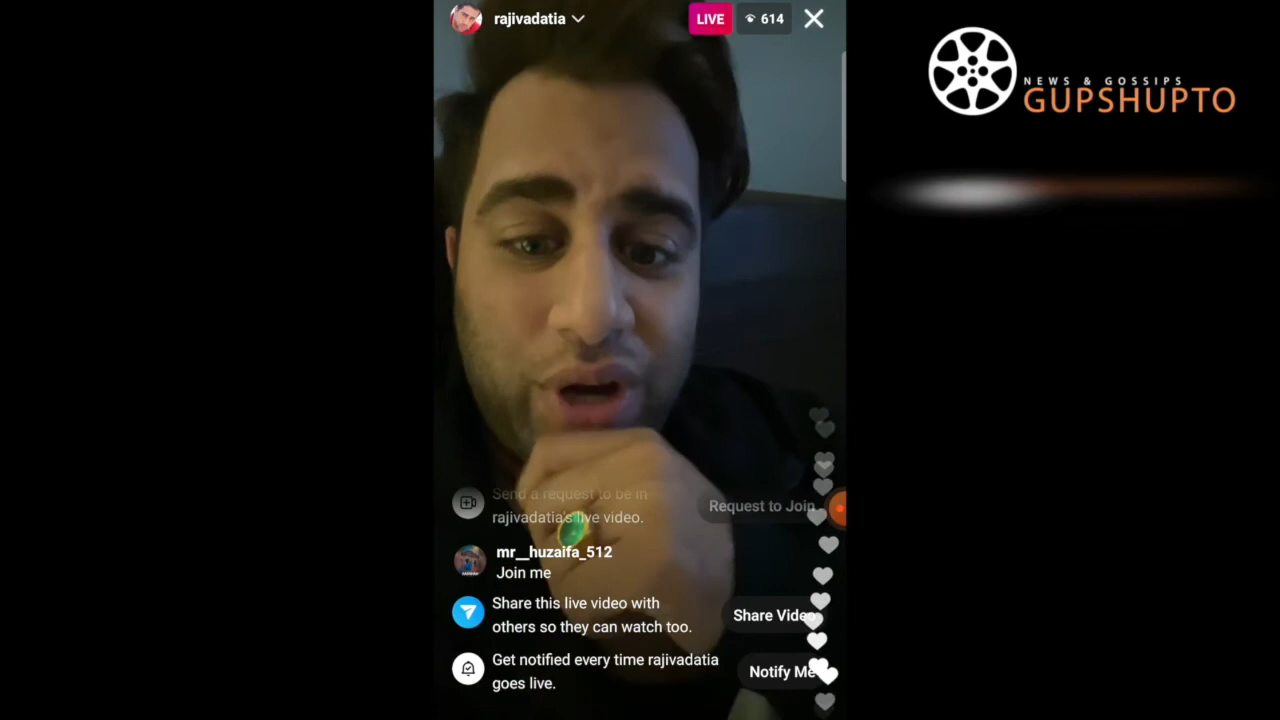 rajivadatia
LIVE
614
NEWS & GOSSIPS
GUPSHUPTO
Send a request to be in
rajivadatia's live video.
Request to Join
mr__huzaifa_512
Join me
Share this live video with
others so they can watch too.
Share Video
Get notified every time rajivadatia
goes live.
Notify Me